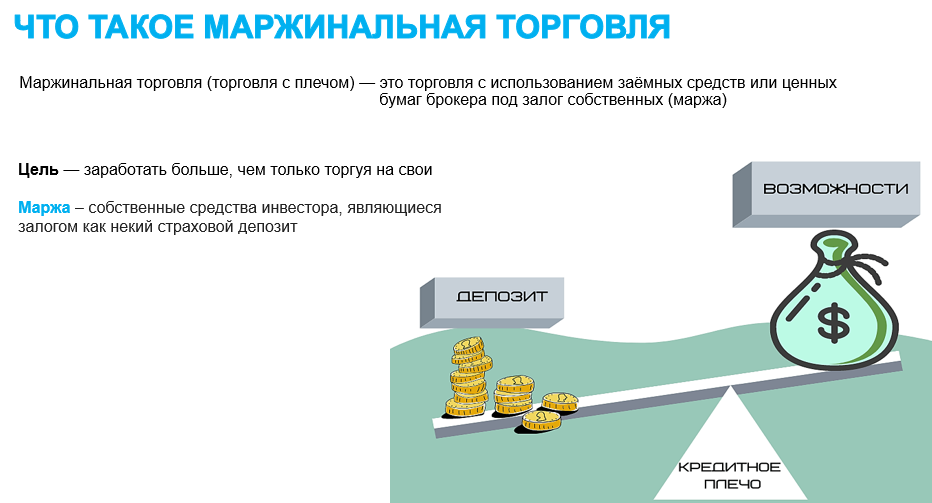 ЧТО ТАКОЕ МАРЖИНАЛЬНАЯ ТОРГОВЛЯ
Маржинальная торговля (торговля с плечом) — это торговля с использованием заёмных средств или ценных
бумаг брокера под залог собственных (маржа)
Цель — заработать больше, чем только торгуя на свои
Маржа – собственные средства инвестора, являющиеся
залогом как некий страховой депозит
ВОЗМОЖНОСТИ
ДЕПОЗИТ
$
КРЕДИТНОЕ
ПЛЕЧО